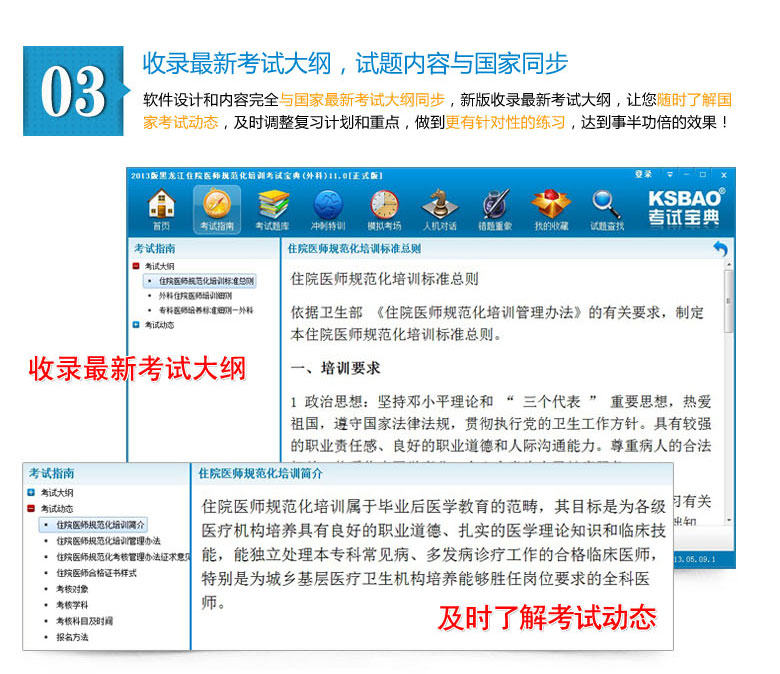 03
收录最新考试大纲，试题内容与国家同步
软件设计和内容完全与国家最新考试大纲同步，新版收录最新考试大纲，让您随时了解国
家考试动态，及时调整复习计划和重点，做到更有针对性的练习，达到事半功倍的效果！
2013版黑龙江住院医师规范化培训考试宝典(外科)11.0[正式版]
登录
首页 考试指南 考试题库 冲刺特训 模拟考场 人机对话 错题重做 我的收藏 试题查找
KSBAO®
考试宝典
考试指南
考试大纲
住院医师规范化培训标准总则
外科住院医师培训细则
专科医师培养标准细则—外科
考试动态
住院医师规范化培训标准总则
住院医师规范化培训标准总则
依据卫生部 《住院医师规范化培训管理办法》的有关要求，制定
本住院医师规范化培训标准总则。
一、培训要求
1 政治思想：坚持邓小平理论和 “ 三个代表 ” 重要思想，热爱
祖国，遵守国家法律法规，贯彻执行党的卫生工作方针。具有较强
的职业责任感、良好的职业道德和人际沟通能力。尊重病人的合法
收录最新考试大纲
习有关
13.05.09.1
考试指南
考试大纲
考试动态
住院医师规范化培训简介
住院医师规范化培训管理办法
住院医师规范化考核管理办法征求意见
住院医师合格证书样式
考核对象
考核学科
考核科目及时间
报名方法
住院医师规范化培训简介
住院医师规范化培训属于毕业后医学教育的范畴，其目标是为各级
医疗机构培养具有良好的职业道德、扎实的医学理论知识和临床技
能，能独立处理本专科常见病、多发病诊疗工作的合格临床医师，
特别是为城乡基层医疗卫生机构培养能够胜任岗位要求的全科医
师。
及时了解考试动态